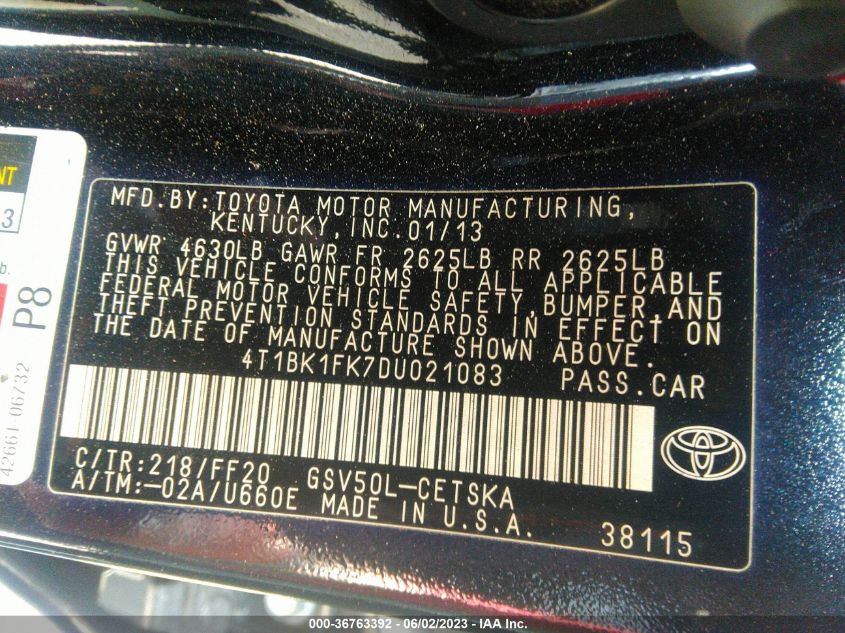 NT
3
b.
P8
42661-06732
MFD.BY:TOYOTA MOTOR MANUFACTURING,
KENTUCKY,INC.01/13
GVWR 4630LB GAWR FR 2625LB RR 2625LB
THIS VEHICLE CONFORMS TO ALL APPLICABLE
FEDERAL MOTOR VEHICLE SAFETY,BUMPER,AND
THEFT PREVENTION STANDARDS IN EFFECT ON
THE DATE OF MANUFACTURE SHOWN ABOVE.
4T1BK1FK7DU021083 PASS.CAR
C/TR:218/FF20 GSV50L-CETSKA
A/TM:-02A/U660E MADE IN U.S.A.
38115
000-36763392 - 06/02/2023 - IAA Inc.